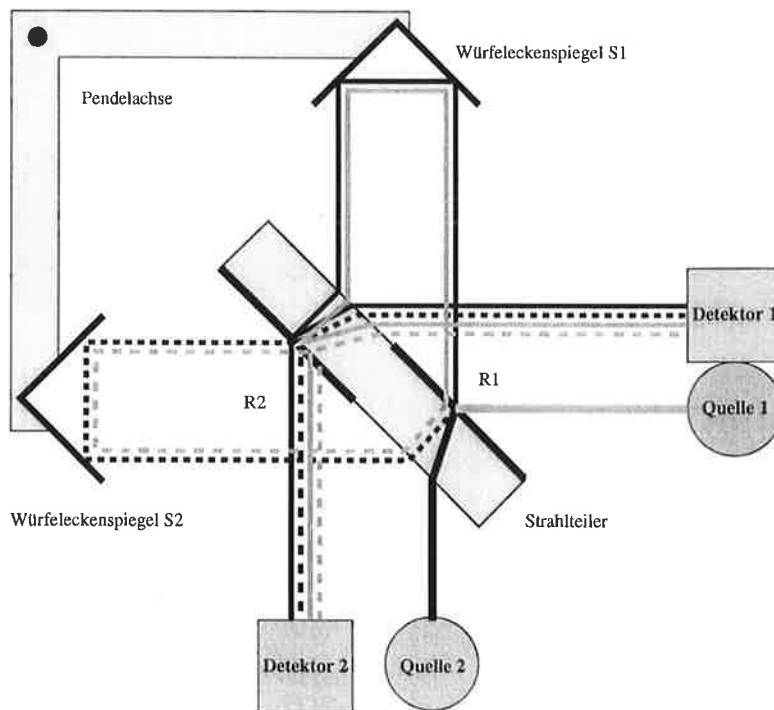 Würfeleckenspiegel S1
Pendelachse
Detektor 1
R1
R2
Quelle 1
Würfeleckenspiegel S2
Strahlteiler
Detektor 2
Quelle 2